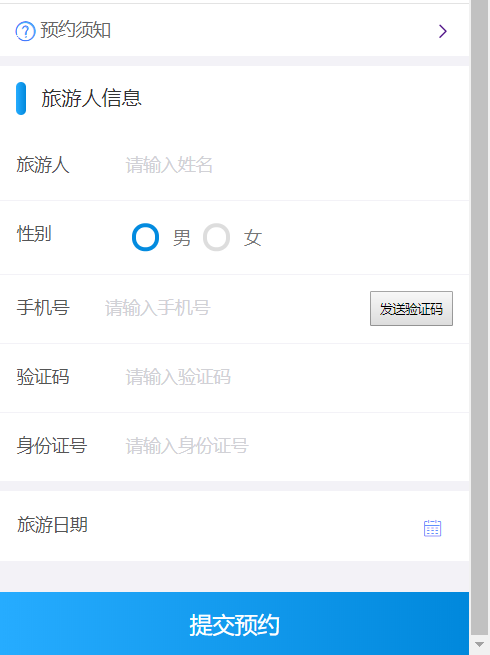 预约须知
旅游人信息
旅游人 请输入姓名
性别 男 女
手机号 请输入手机号 发送验证码
验证码 请输入验证码
身份证号 请输入身份证号
旅游日期
提交预约